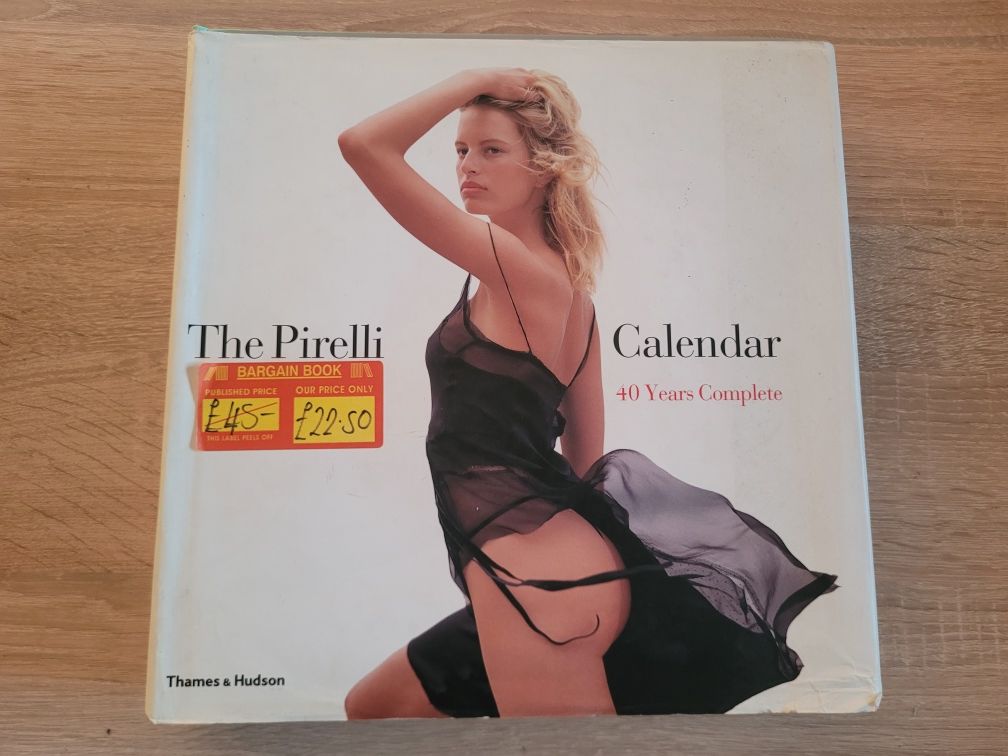 The Pirelli Calendar
40 Years Complete
BARGAIN BOOK
PUBLISHED PRICE OUR PRICE ONLY
£45- £22.50
THIS LABEL PEELS OFF
Thames & Hudson